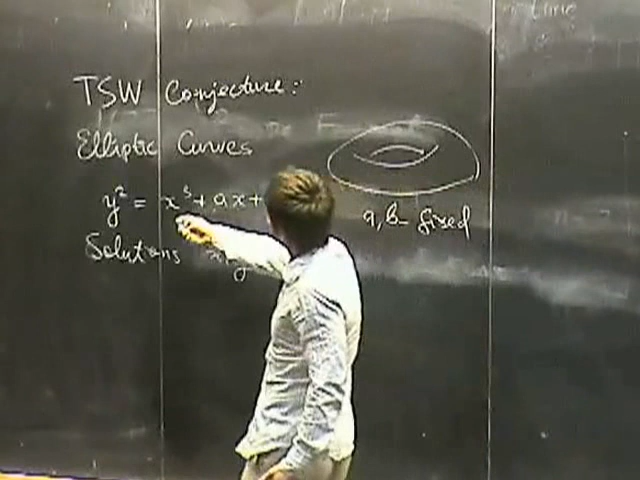 TSW Conjecture:
Elliptic Curves
y² = x³ + ax +
a, b - fixed
Solutions x, y